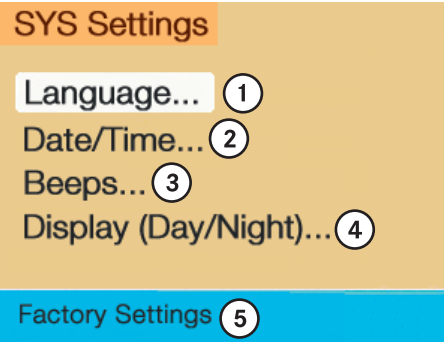 SYS Settings
Language... 1
Date/Time... 2
Beeps... 3
Display (Day/Night)... 4
Factory Settings 5